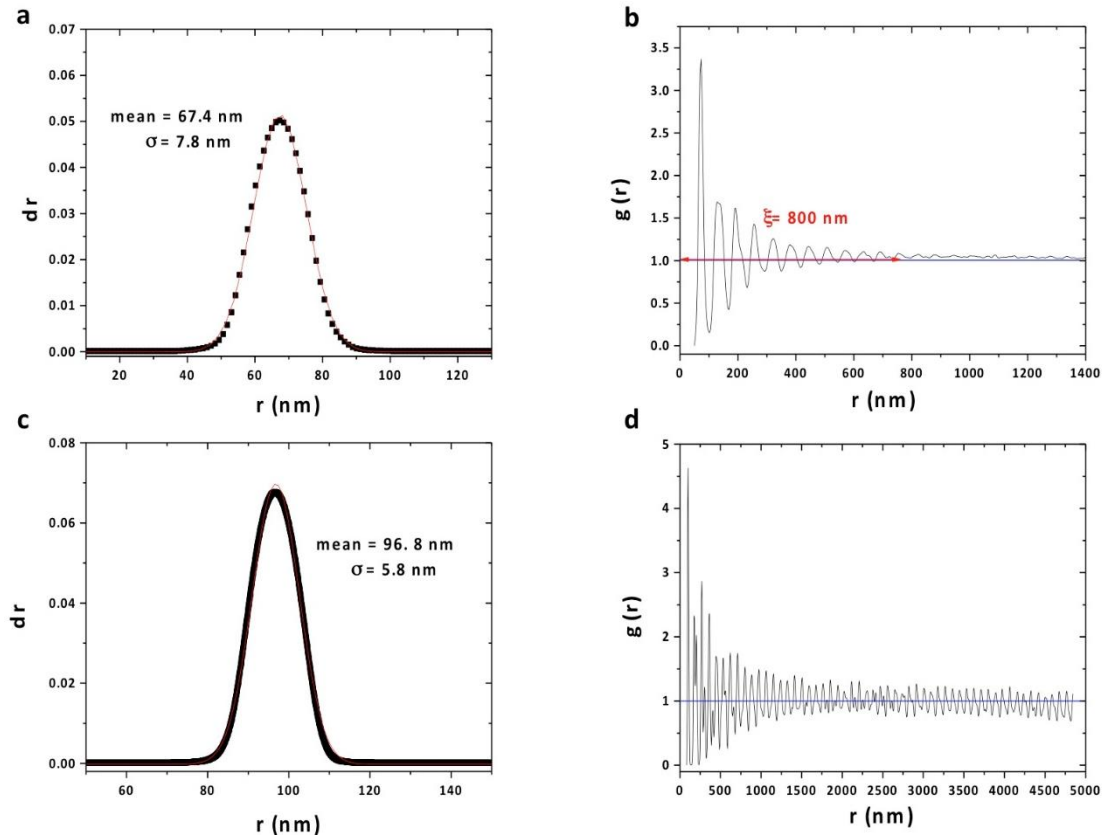 a
0.07
0.06
0.05
0.04
0.03
0.02
0.01
0.00
dr
mean = 67.4 nm
σ= 7.8 nm
20 40 60 80 100 120
r (nm)
b
3.5
3.0
2.5
2.0
1.5
1.0
0.5
0.0
g (r)
ξ= 800 nm
0 200 400 600 800 1000 1200 1400
r (nm)
c
0.08
0.06
0.04
0.02
0.00
dr
mean = 96. 8 nm
σ= 5.8 nm
60 80 100 120 140
r (nm)
d
5
4
3
2
1
0
g (r)
0 500 1000 1500 2000 2500 3000 3500 4000 4500 5000
r (nm)